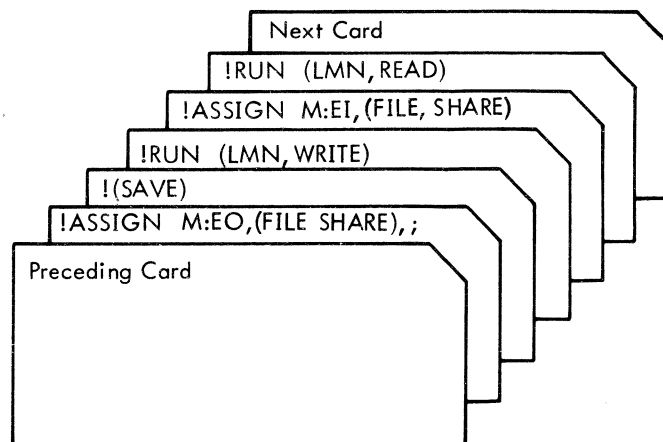 Next Card
!RUN (LMN,READ)
!ASSIGN M:EI,(FILE, SHARE)
!RUN (LMN,WRITE)
!(SAVE)
!ASSIGN M:EO,(FILE SHARE),;
Preceding Card